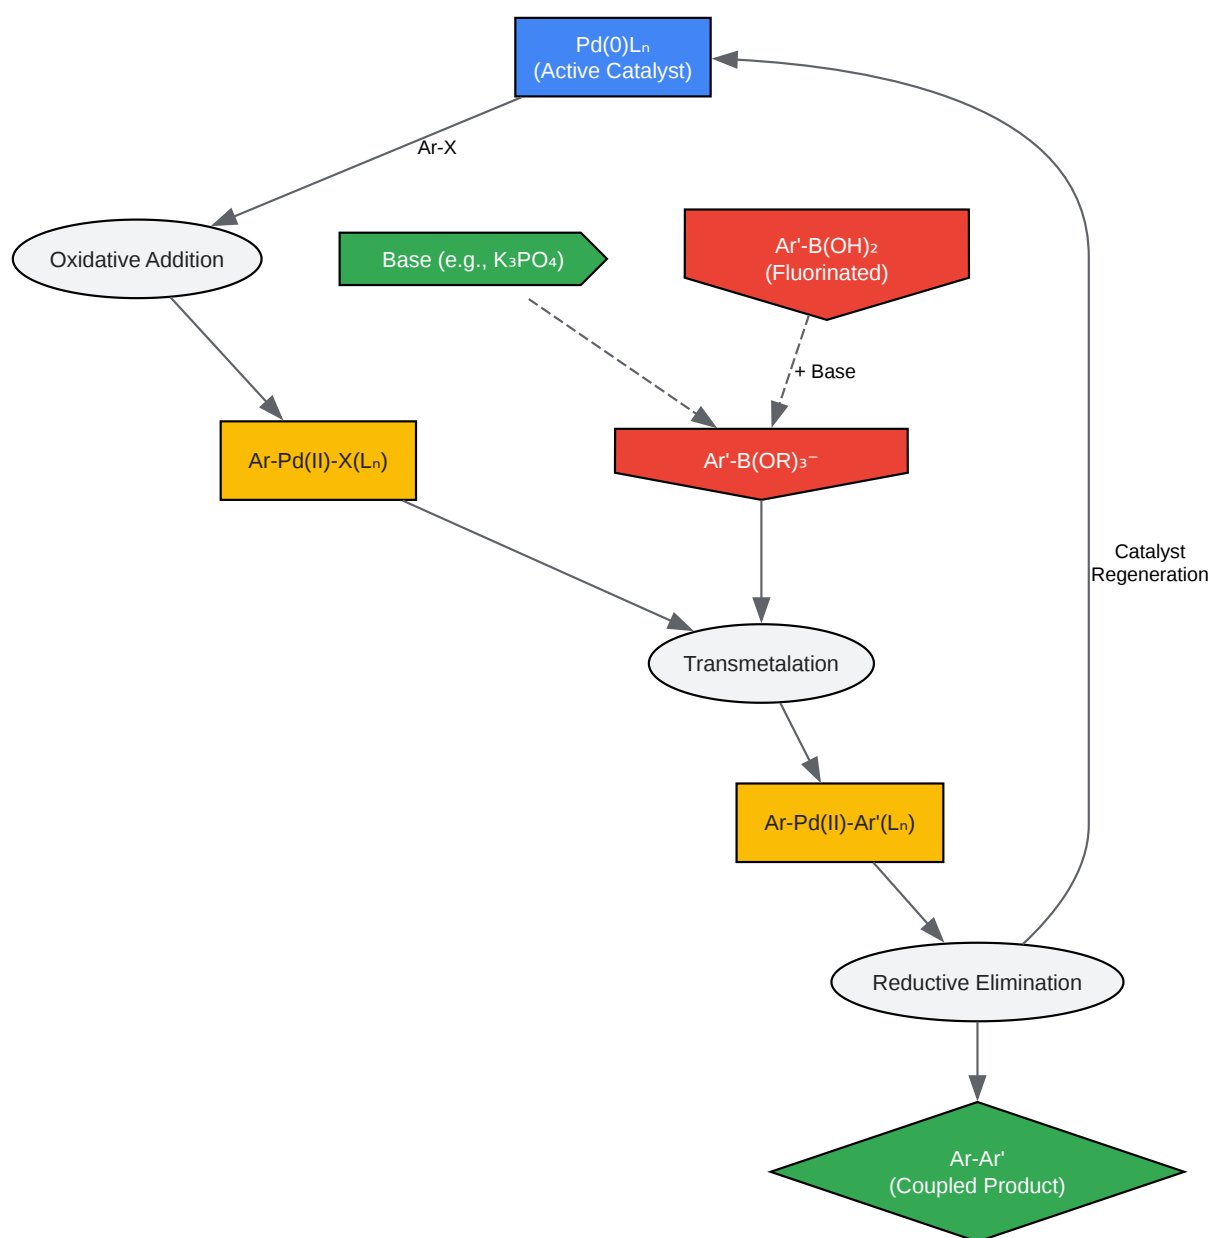 Pd(0)Lₙ
(Active Catalyst)
Ar-X
Oxidative Addition
Base (e.g., K₃PO₄)
Ar'-B(OH)₂
(Fluorinated)
+ Base
Ar-Pd(II)-X(Lₙ)
Ar'-B(OR)₃⁻
Catalyst
Regeneration
Transmetalation
Ar-Pd(II)-Ar'(Lₙ)
Reductive Elimination
Ar-Ar'
(Coupled Product)